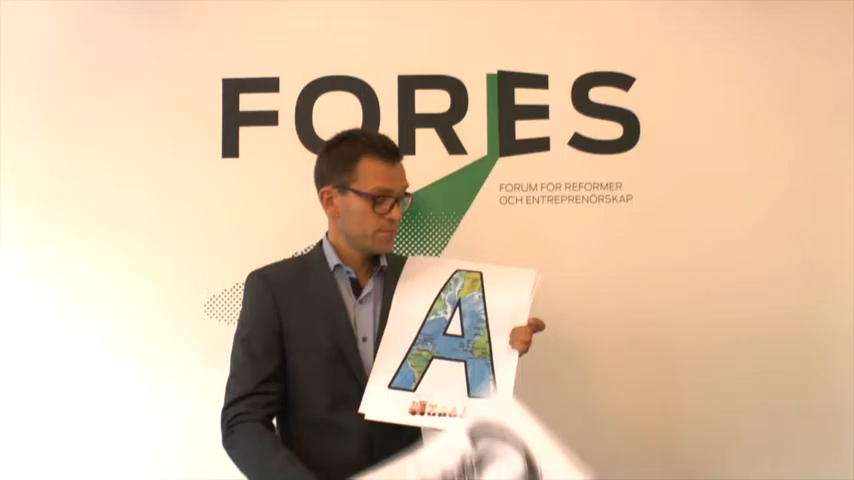 FORES
FORUM FÖR REFORMER
OCH ENTREPRENÖRSKAP
A